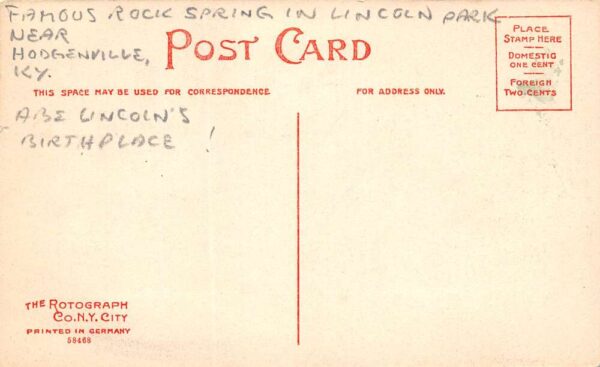 FAMOUS ROCK SPRING IN LINCOLN PARK
NEAR
HODGENVILLE,
KY.
POST CARD
PLACE
STAMP HERE
DOMESTIC
ONE CENT
FOREIGN
TWO CENTS
THIS SPACE MAY BE USED FOR CORRESPONDENCE
FOR ADDRESS ONLY.
ABE LINCOLN'S
BIRTHPLACE !
THE ROTOGRAPH
CO. N.Y. CITY
PRINTED IN GERMANY
58468